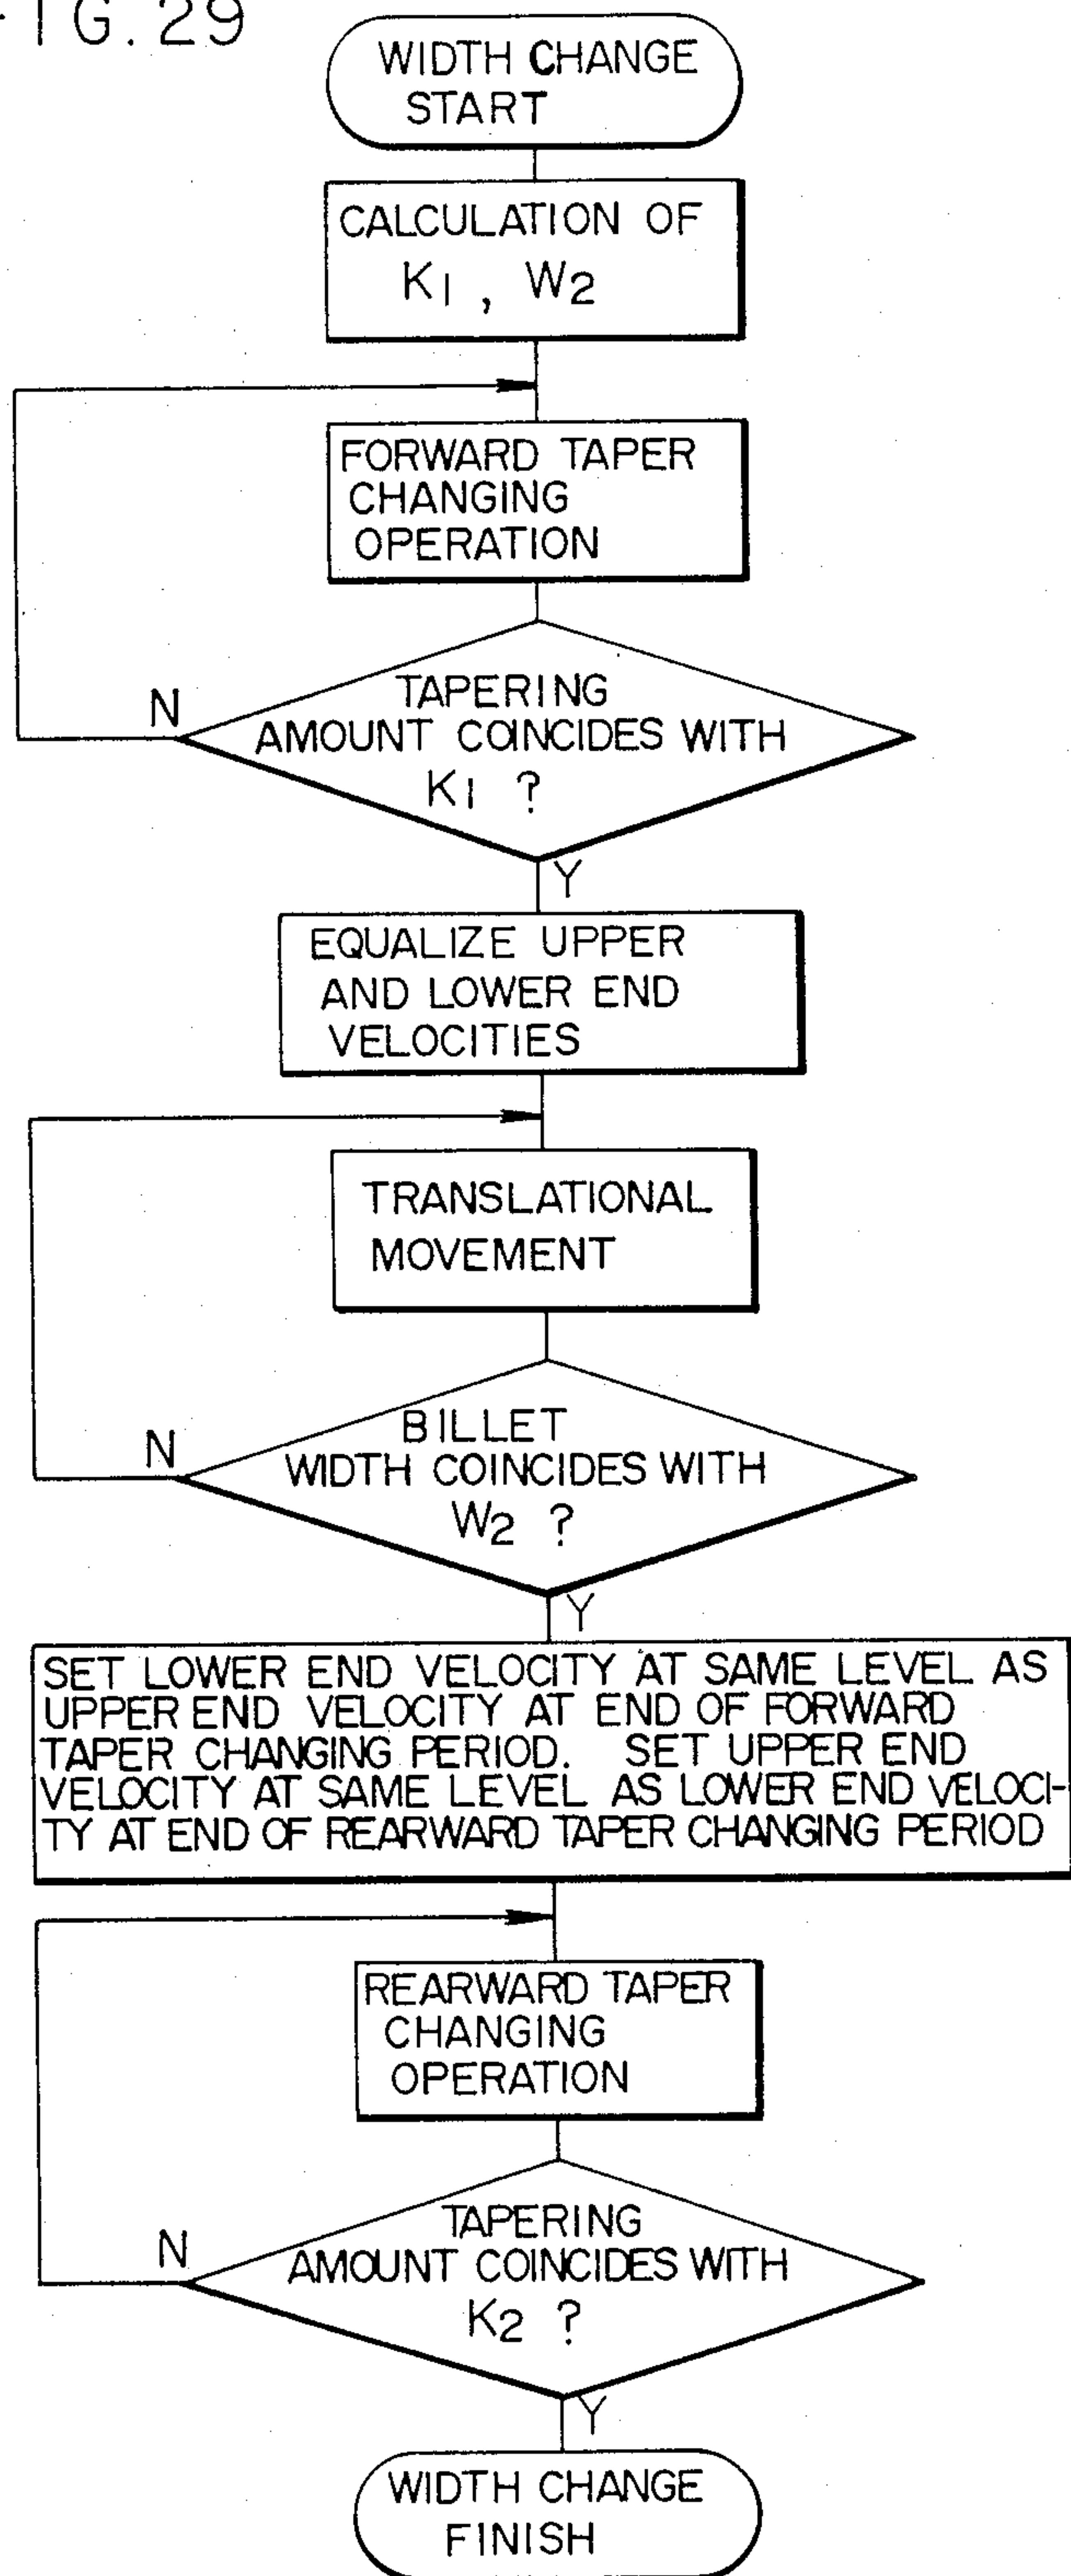 FIG. 29
WIDTH CHANGE
START
CALCULATION OF
K1, W2
FORWARD TAPER
CHANGING
OPERATION
TAPERING
AMOUNT COINCIDES WITH
K1 ?
N
Y
EQUALIZE UPPER
AND LOWER END
VELOCITIES
TRANSLATIONAL
MOVEMENT
BILLET
WIDTH COINCIDES WITH
W2 ?
N
Y
SET LOWER END VELOCITY AT SAME LEVEL AS
UPPER END VELOCITY AT END OF FORWARD
TAPER CHANGING PERIOD. SET UPPER END
VELOCITY AT SAME LEVEL AS LOWER END VELOCI-
TY AT END OF REARWARD TAPER CHANGING PERIOD
REARWARD TAPER
CHANGING
OPERATION
TAPERING
AMOUNT COINCIDES WITH
K2 ?
N
Y
WIDTH CHANGE
FINISH